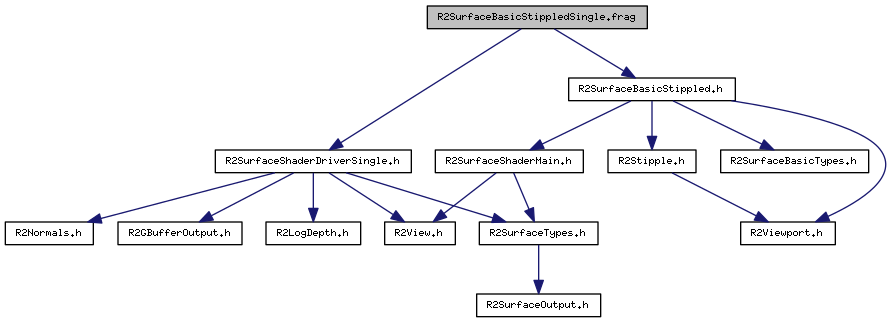 R2SurfaceBasicStippledSingle.frag
R2SurfaceBasicStippled.h
R2SurfaceShaderDriverSingle.h
R2SurfaceShaderMain.h
R2Stipple.h
R2SurfaceBasicTypes.h
R2Normals.h
R2GBufferOutput.h
R2LogDepth.h
R2View.h
R2SurfaceTypes.h
R2Viewport.h
R2SurfaceOutput.h